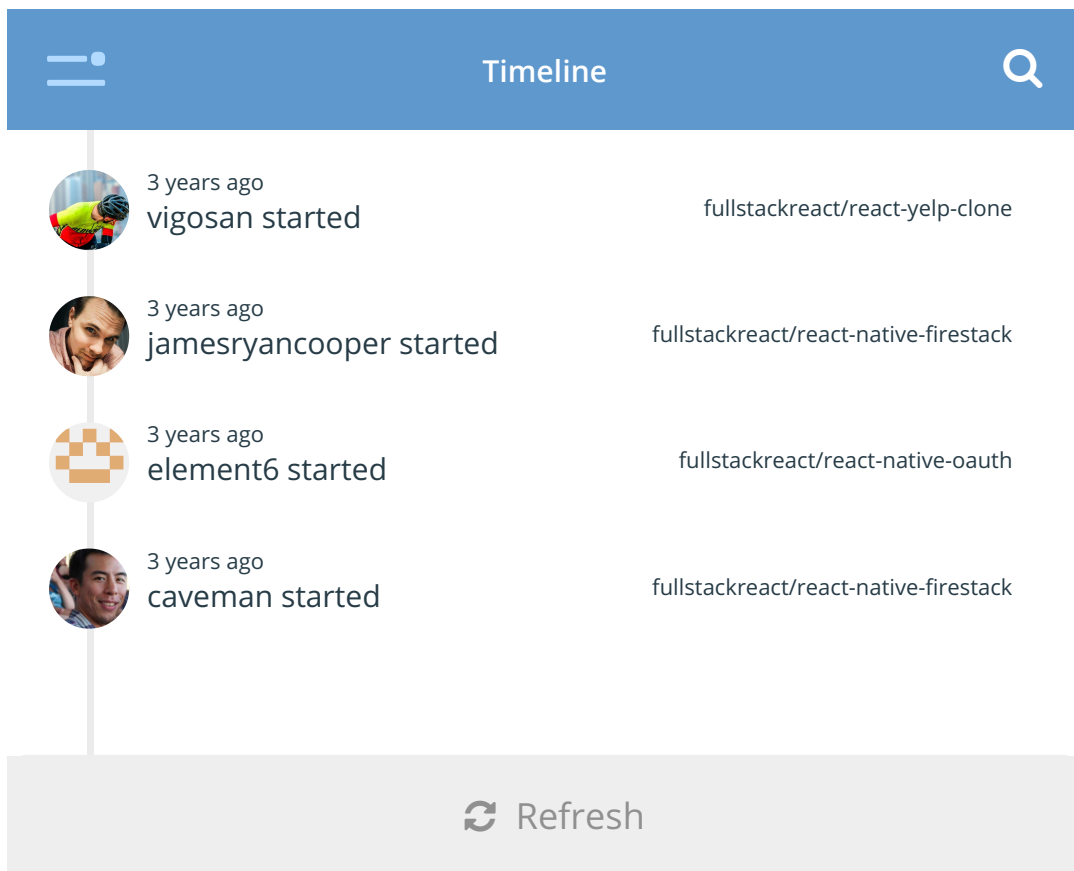 Timeline
3 years ago
vigosan started
fullstackreact/react-yelp-clone
3 years ago
jamesryancooper started
fullstackreact/react-native-firestack
3 years ago
element6 started
fullstackreact/react-native-oauth
3 years ago
caveman started
fullstackreact/react-native-firestack
Refresh